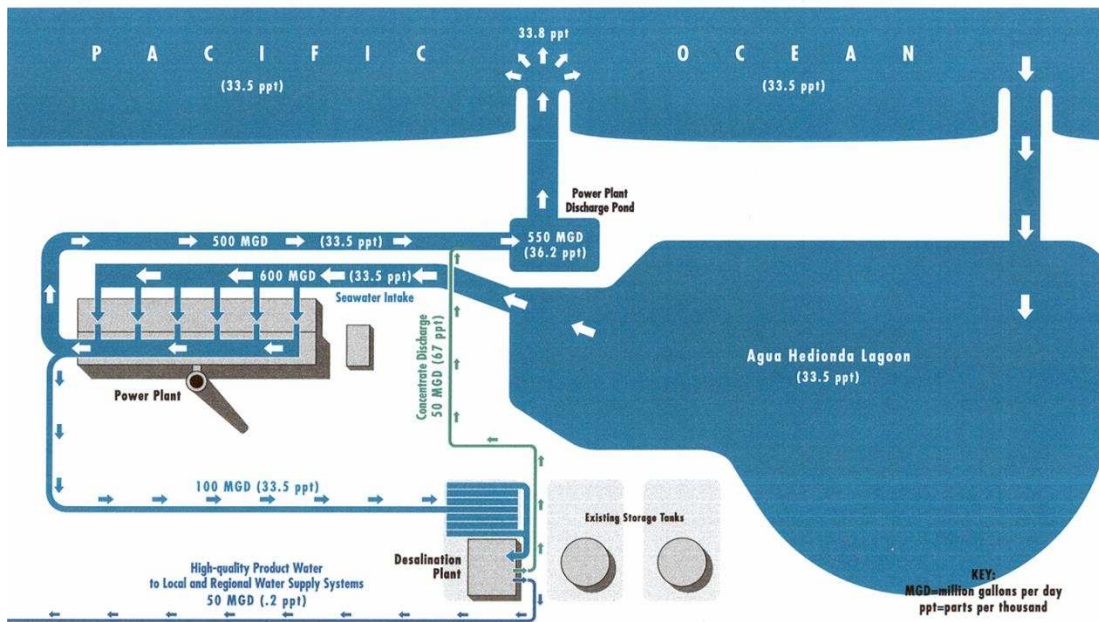 33.8 ppt
PACIFIC OCEAN
(33.5 ppt)
(33.5 ppt)
Power Plant
Discharge Pond
500 MGD (33.5 ppt)
550 MGD
(36.2 ppt)
600 MGD (33.5 ppt)
Seawater Intake
Concentrate Discharge
50 MGD (67 ppt)
Agua Hedionda Lagoon
(33.5 ppt)
Power Plant
100 MGD (33.5 ppt)
Existing Storage Tanks
Desalination
Plant
High-quality Product Water
to Local and Regional Water Supply Systems
50 MGD (.2 ppt)
KEY:
MGD=million gallons per day
ppt=parts per thousand